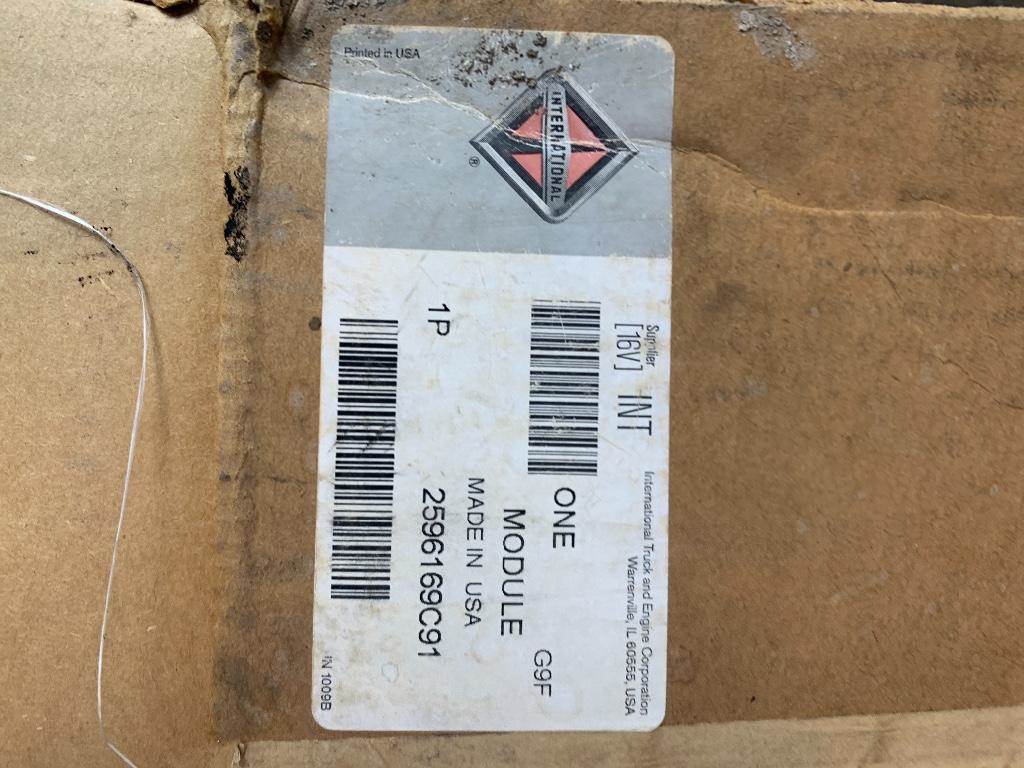 Printed in USA
INTERNATIONAL
®
Supplier
[16V] INT
International Truck and Engine Corporation
Warrenville, IL 60555, USA
ONE G9F
MODULE
MADE IN USA
1P 2596169C91
IN 1009B